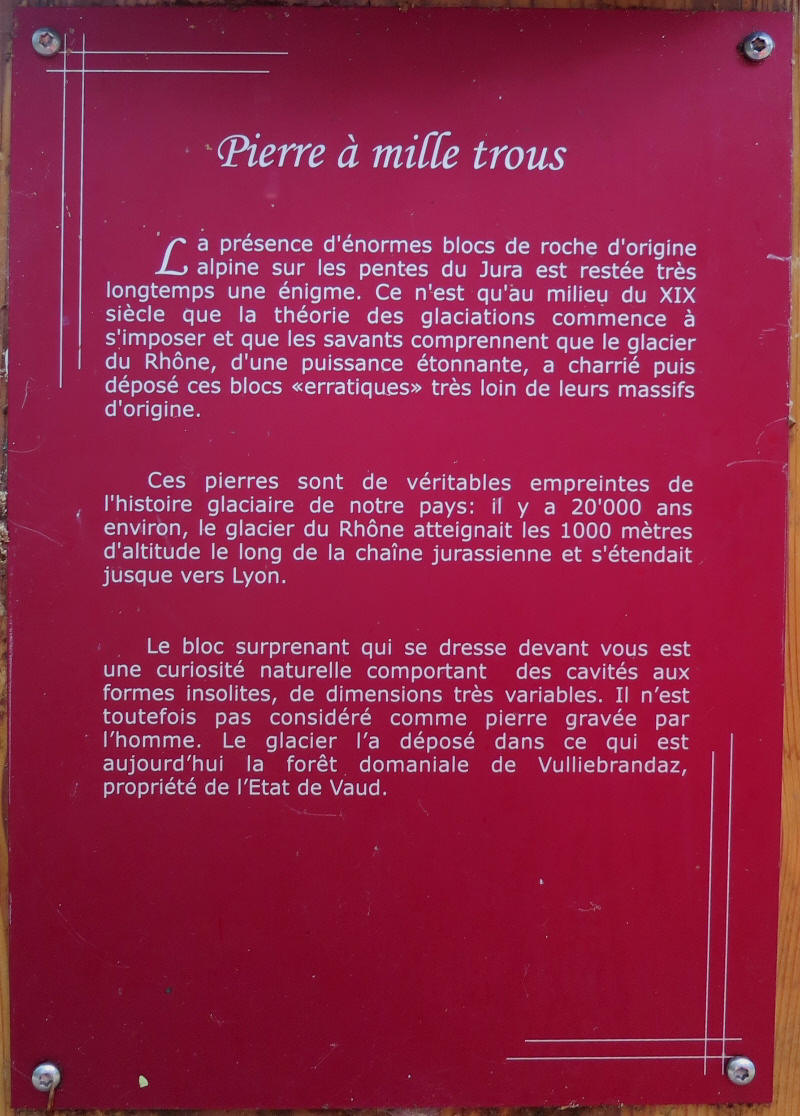 Pierre à mille trous
La présence d'énormes blocs de roche d'origine
alpine sur les pentes du Jura est restée très
longtemps une énigme. Ce n'est qu'au milieu du XIX
siècle que la théorie des glaciations commence à
s'imposer et que les savants comprennent que le glacier
du Rhône, d'une puissance étonnante, a charrié puis
déposé ces blocs «erratiques» très loin de leurs massifs
d'origine.
Ces pierres sont de véritables empreintes de
l'histoire glaciaire de notre pays: il y a 20'000 ans
environ, le glacier du Rhône atteignait les 1000 mètres
d'altitude le long de la chaîne jurassienne et s'étendait
jusque vers Lyon.
Le bloc surprenant qui se dresse devant vous est
une curiosité naturelle comportant des cavités aux
formes insolites, de dimensions très variables. Il n’est
toutefois pas considéré comme pierre gravée par
l’homme. Le glacier l’a déposé dans ce qui est
aujourd’hui la forêt domaniale de Vulliebrandaz,
propriété de l’Etat de Vaud.